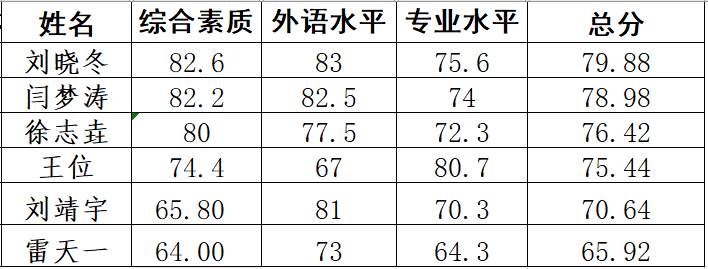 姓名 综合素质 外语水平 专业水平 总分
刘晓冬 82.6 83 75.6 79.88
闫梦涛 82.2 82.5 74 78.98
徐志垚 80 77.5 72.3 76.42
王位 74.4 67 80.7 75.44
刘靖宇 65.80 81 70.3 70.64
雷天一 64.00 73 64.3 65.92